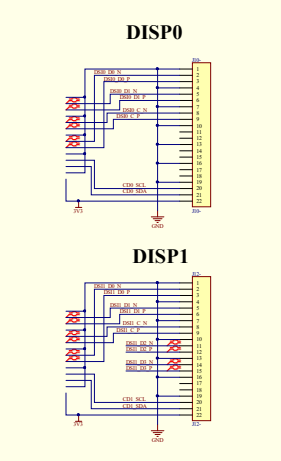 DISP0
J10-
1
DSI0_D0_N 2
DSI0_D0_P 3
4
DSI0_D1_N 5
DSI0_D1_P 6
7
DSI0_C_N 8
DSI0_C_P 9
10
11
12
13
14
15
16
17
18
19
CD0_SCL 20
CD0_SDA 21
22
J10-
3V3
GND
DISP1
J12-
1
DSI1_D0_N 2
DSI1_D0_P 3
4
DSI1_D1_N 5
DSI1_D1_P 6
7
DSI1_C_N 8
DSI1_C_P 9
10
DSI1_D2_N 11
DSI1_D2_P 12
13
DSI1_D3_N 14
DSI1_D3_P 15
16
17
18
19
CD1_SCL 20
CD1_SDA 21
22
J12-
3V3
GND